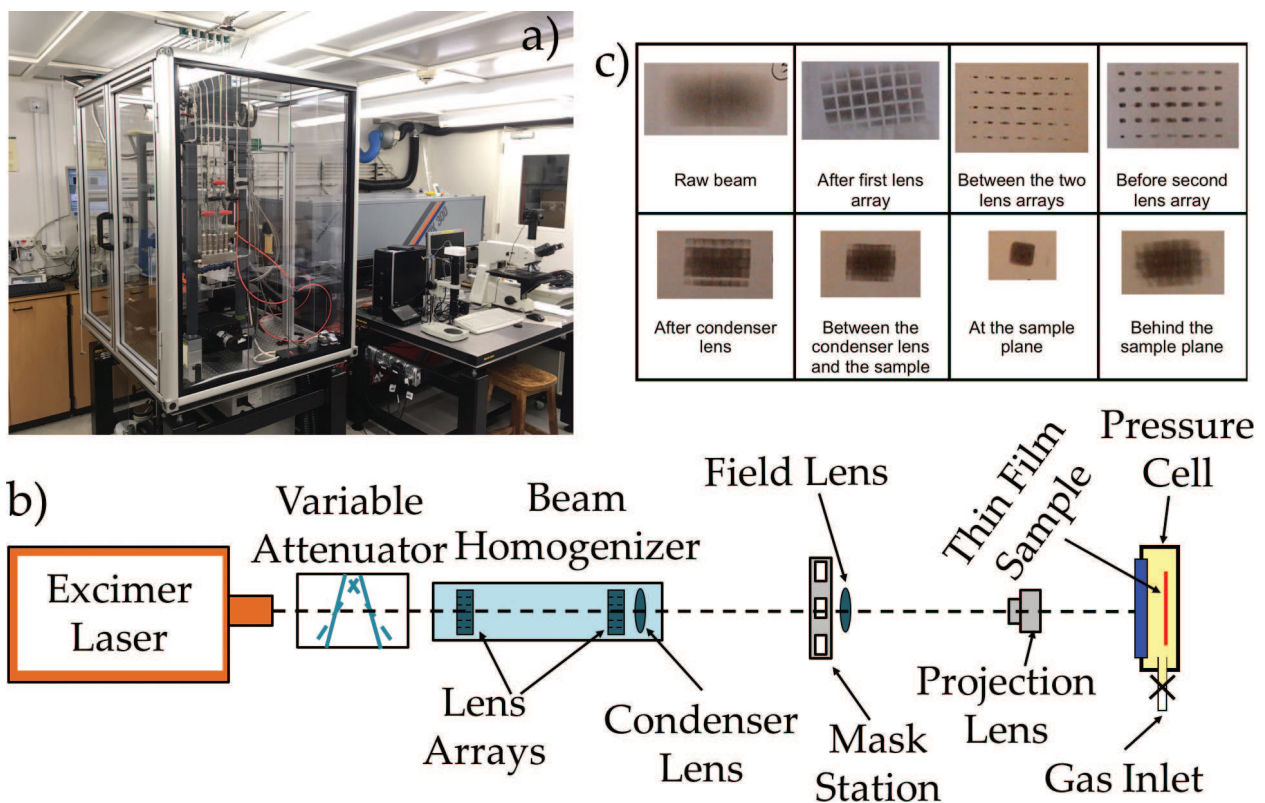 a)
300
c)
Raw beam
After first lens
array
Between the two
lens arrays
Before second
lens array
After condenser
lens
Between the
condenser lens
and the sample
At the sample
plane
Behind the
sample plane
b)
Excimer
Laser
Variable
Attenuator
Beam
Homogenizer
Lens
Arrays
Condenser
Lens
Field Lens
Mask
Station
Thin Film
Sample
Projection
Lens
Pressure
Cell
Gas Inlet